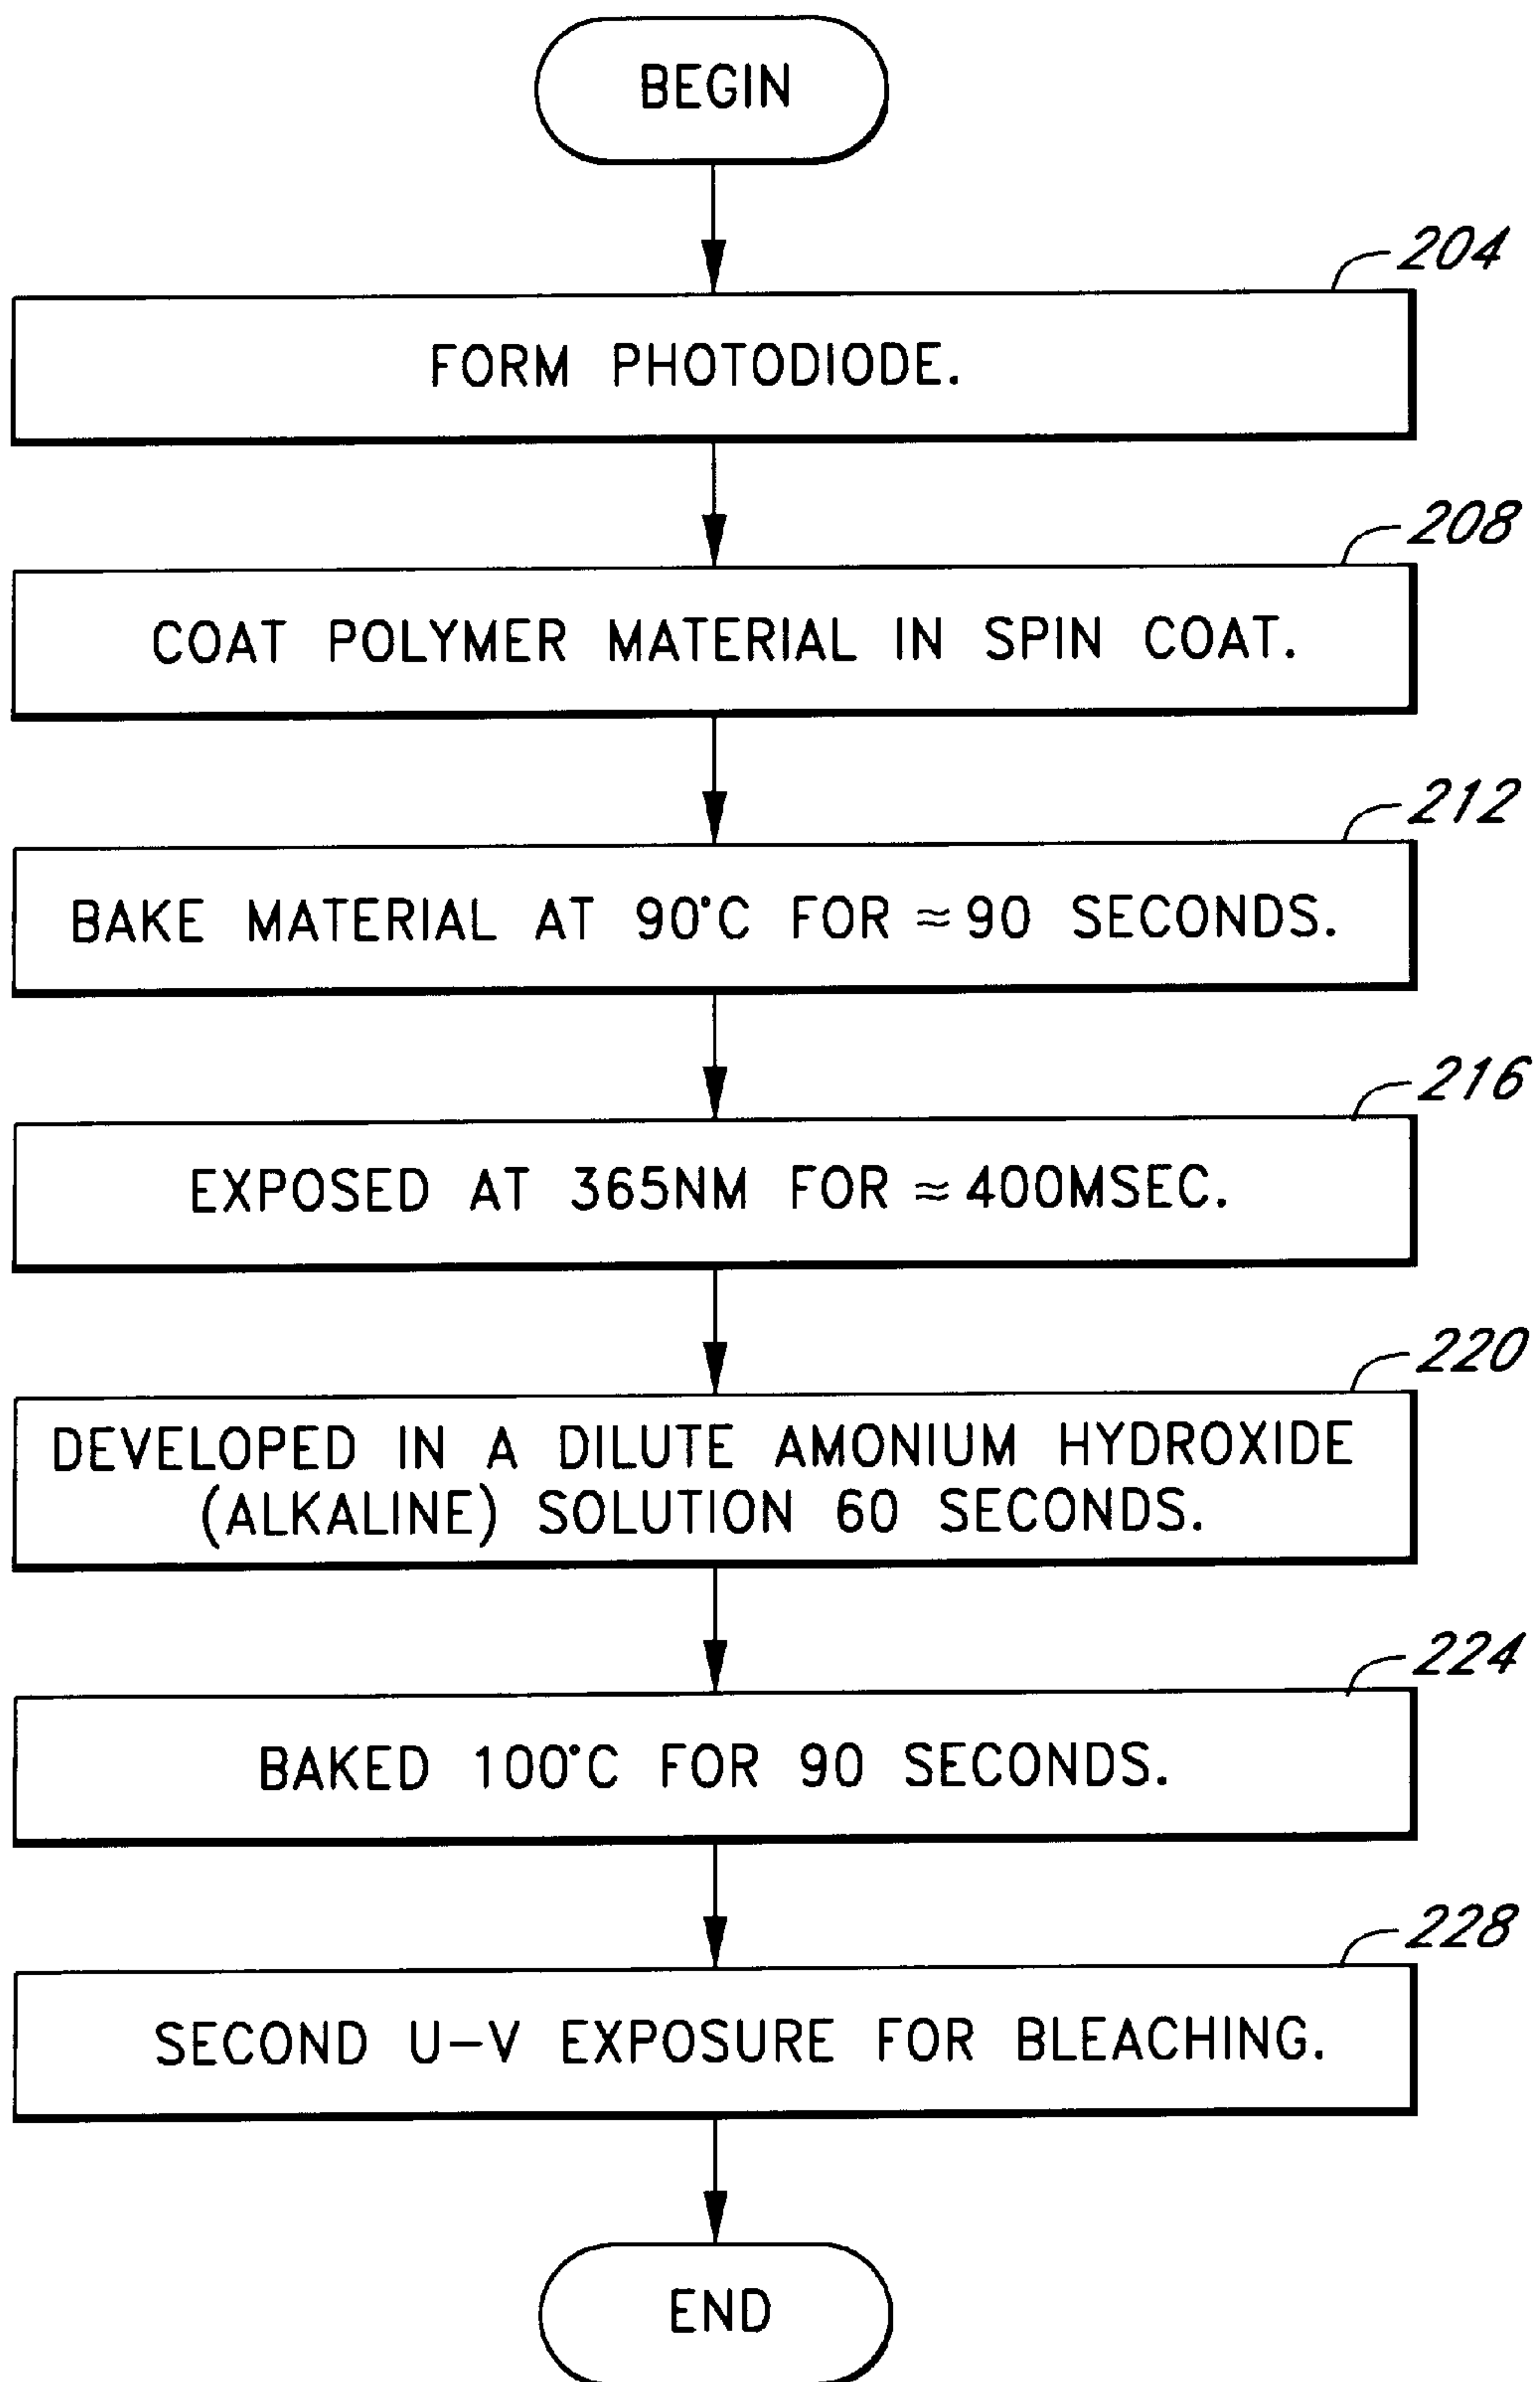 BEGIN
204
FORM PHOTODIODE.
208
COAT POLYMER MATERIAL IN SPIN COAT.
212
BAKE MATERIAL AT 90°C FOR ≈90 SECONDS.
216
EXPOSED AT 365NM FOR ≈400MSEC.
220
DEVELOPED IN A DILUTE AMONIUM HYDROXIDE
(ALKALINE) SOLUTION 60 SECONDS.
224
BAKED 100°C FOR 90 SECONDS.
228
SECOND U-V EXPOSURE FOR BLEACHING.
END